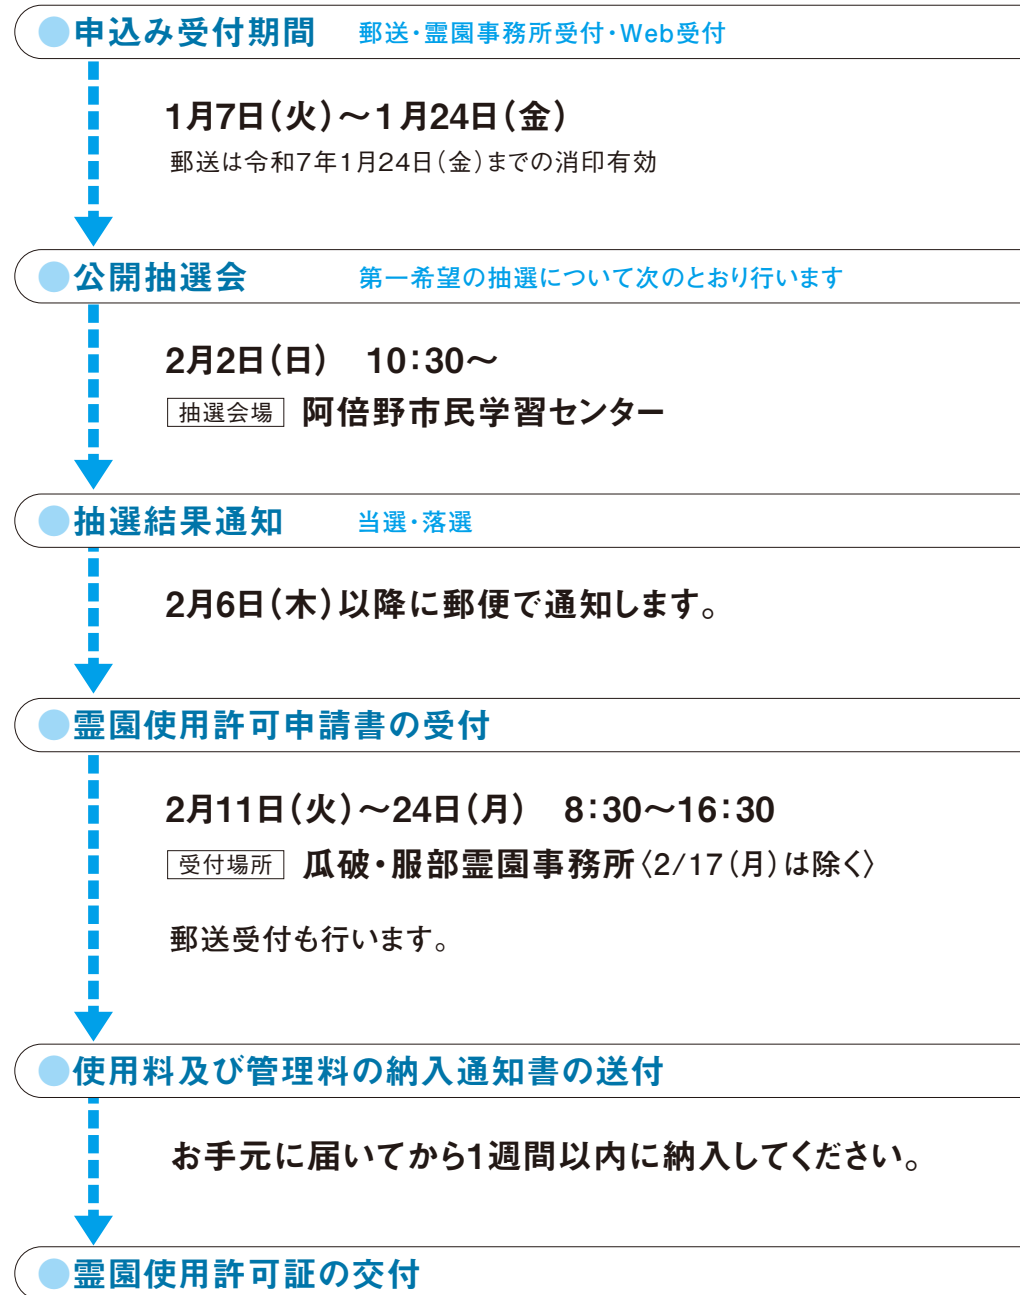 ●申込み受付期間 郵送・霊園事務所受付・Web受付
1月7日(火)～1月24日(金)
郵送は令和7年1月24日(金)までの消印有効
●公開抽選会 第一希望の抽選について次のとおり行います
2月2日(日) 10:30～
抽選会場 阿倍野市民学習センター
●抽選結果通知 当選・落選
2月6日(木)以降に郵便で通知します。
●霊園使用許可申請書の受付
2月11日(火)～24日(月) 8:30～16:30
受付場所 瓜破・服部霊園事務所〈2/17(月)は除く〉
郵送受付も行います。
●使用料及び管理料の納入通知書の送付
お手元に届いてから1週間以内に納入してください。
●霊園使用許可証の交付